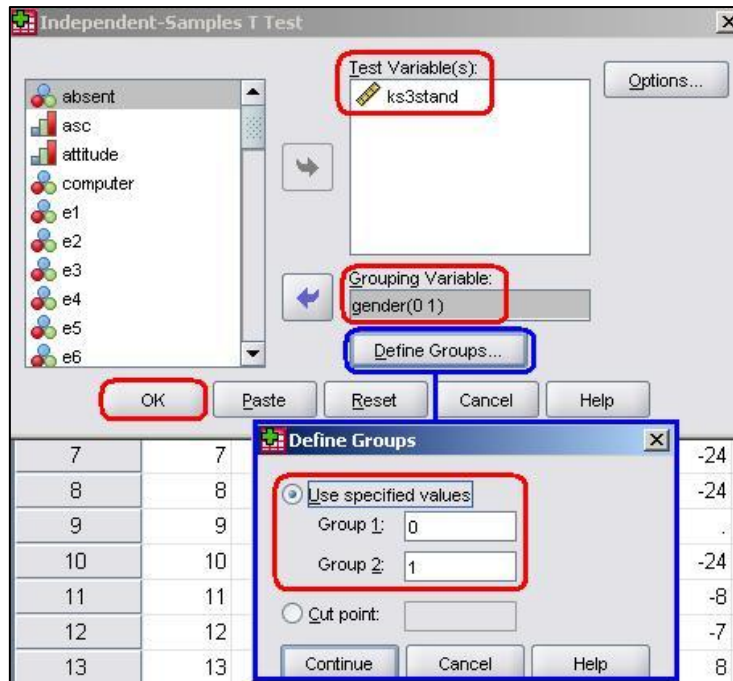 Independent-Samples T Test
Test Variable(s):
ks3stand
Options...
absent
asc
attitude
computer
e1
e2
e3
e4
e5
e6
Grouping Variable:
gender(0 1)
Define Groups...
OK Paste Reset Cancel Help
Define Groups
Use specified values
Group 1: 0
Group 2: 1
Cut point:
Continue Cancel Help
7 7 -24
8 8 -24
9 9 .
10 10 -24
11 11 -8
12 12 -7
13 13 8